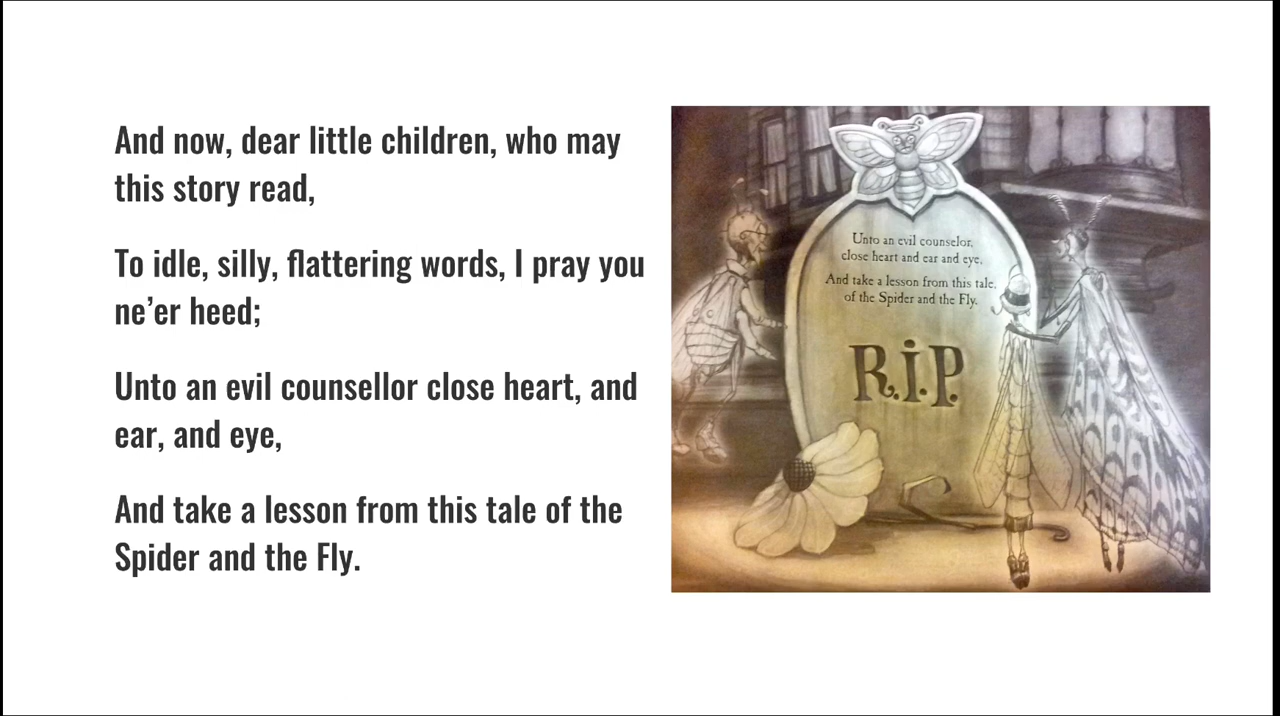 And now, dear little children, who may
this story read,
To idle, silly, flattering words, I pray you
ne’er heed;
Unto an evil counsellor close heart, and
ear, and eye,
And take a lesson from this tale of the
Spider and the Fly.
Unto an evil counselor,
close heart and ear and eye,
And take a lesson from this tale,
of the Spider and the Fly.
R.i.P.